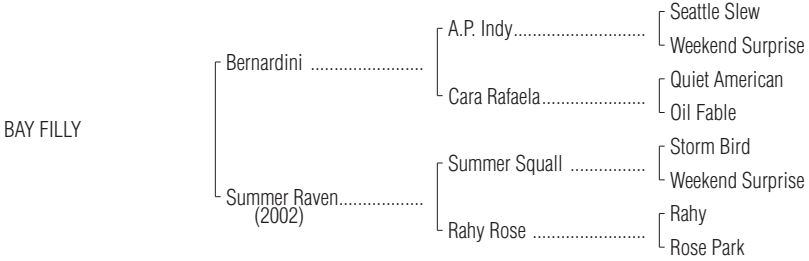 Seattle Slew
A.P. Indy..........................
Weekend Surprise
Bernardini ......................
Quiet American
Cara Rafaela....................
Oil Fable
BAY FILLY
Storm Bird
Summer Squall ...............
Weekend Surprise
Summer Raven.................
(2002)
Rahy
Rahy Rose ......................
Rose Park